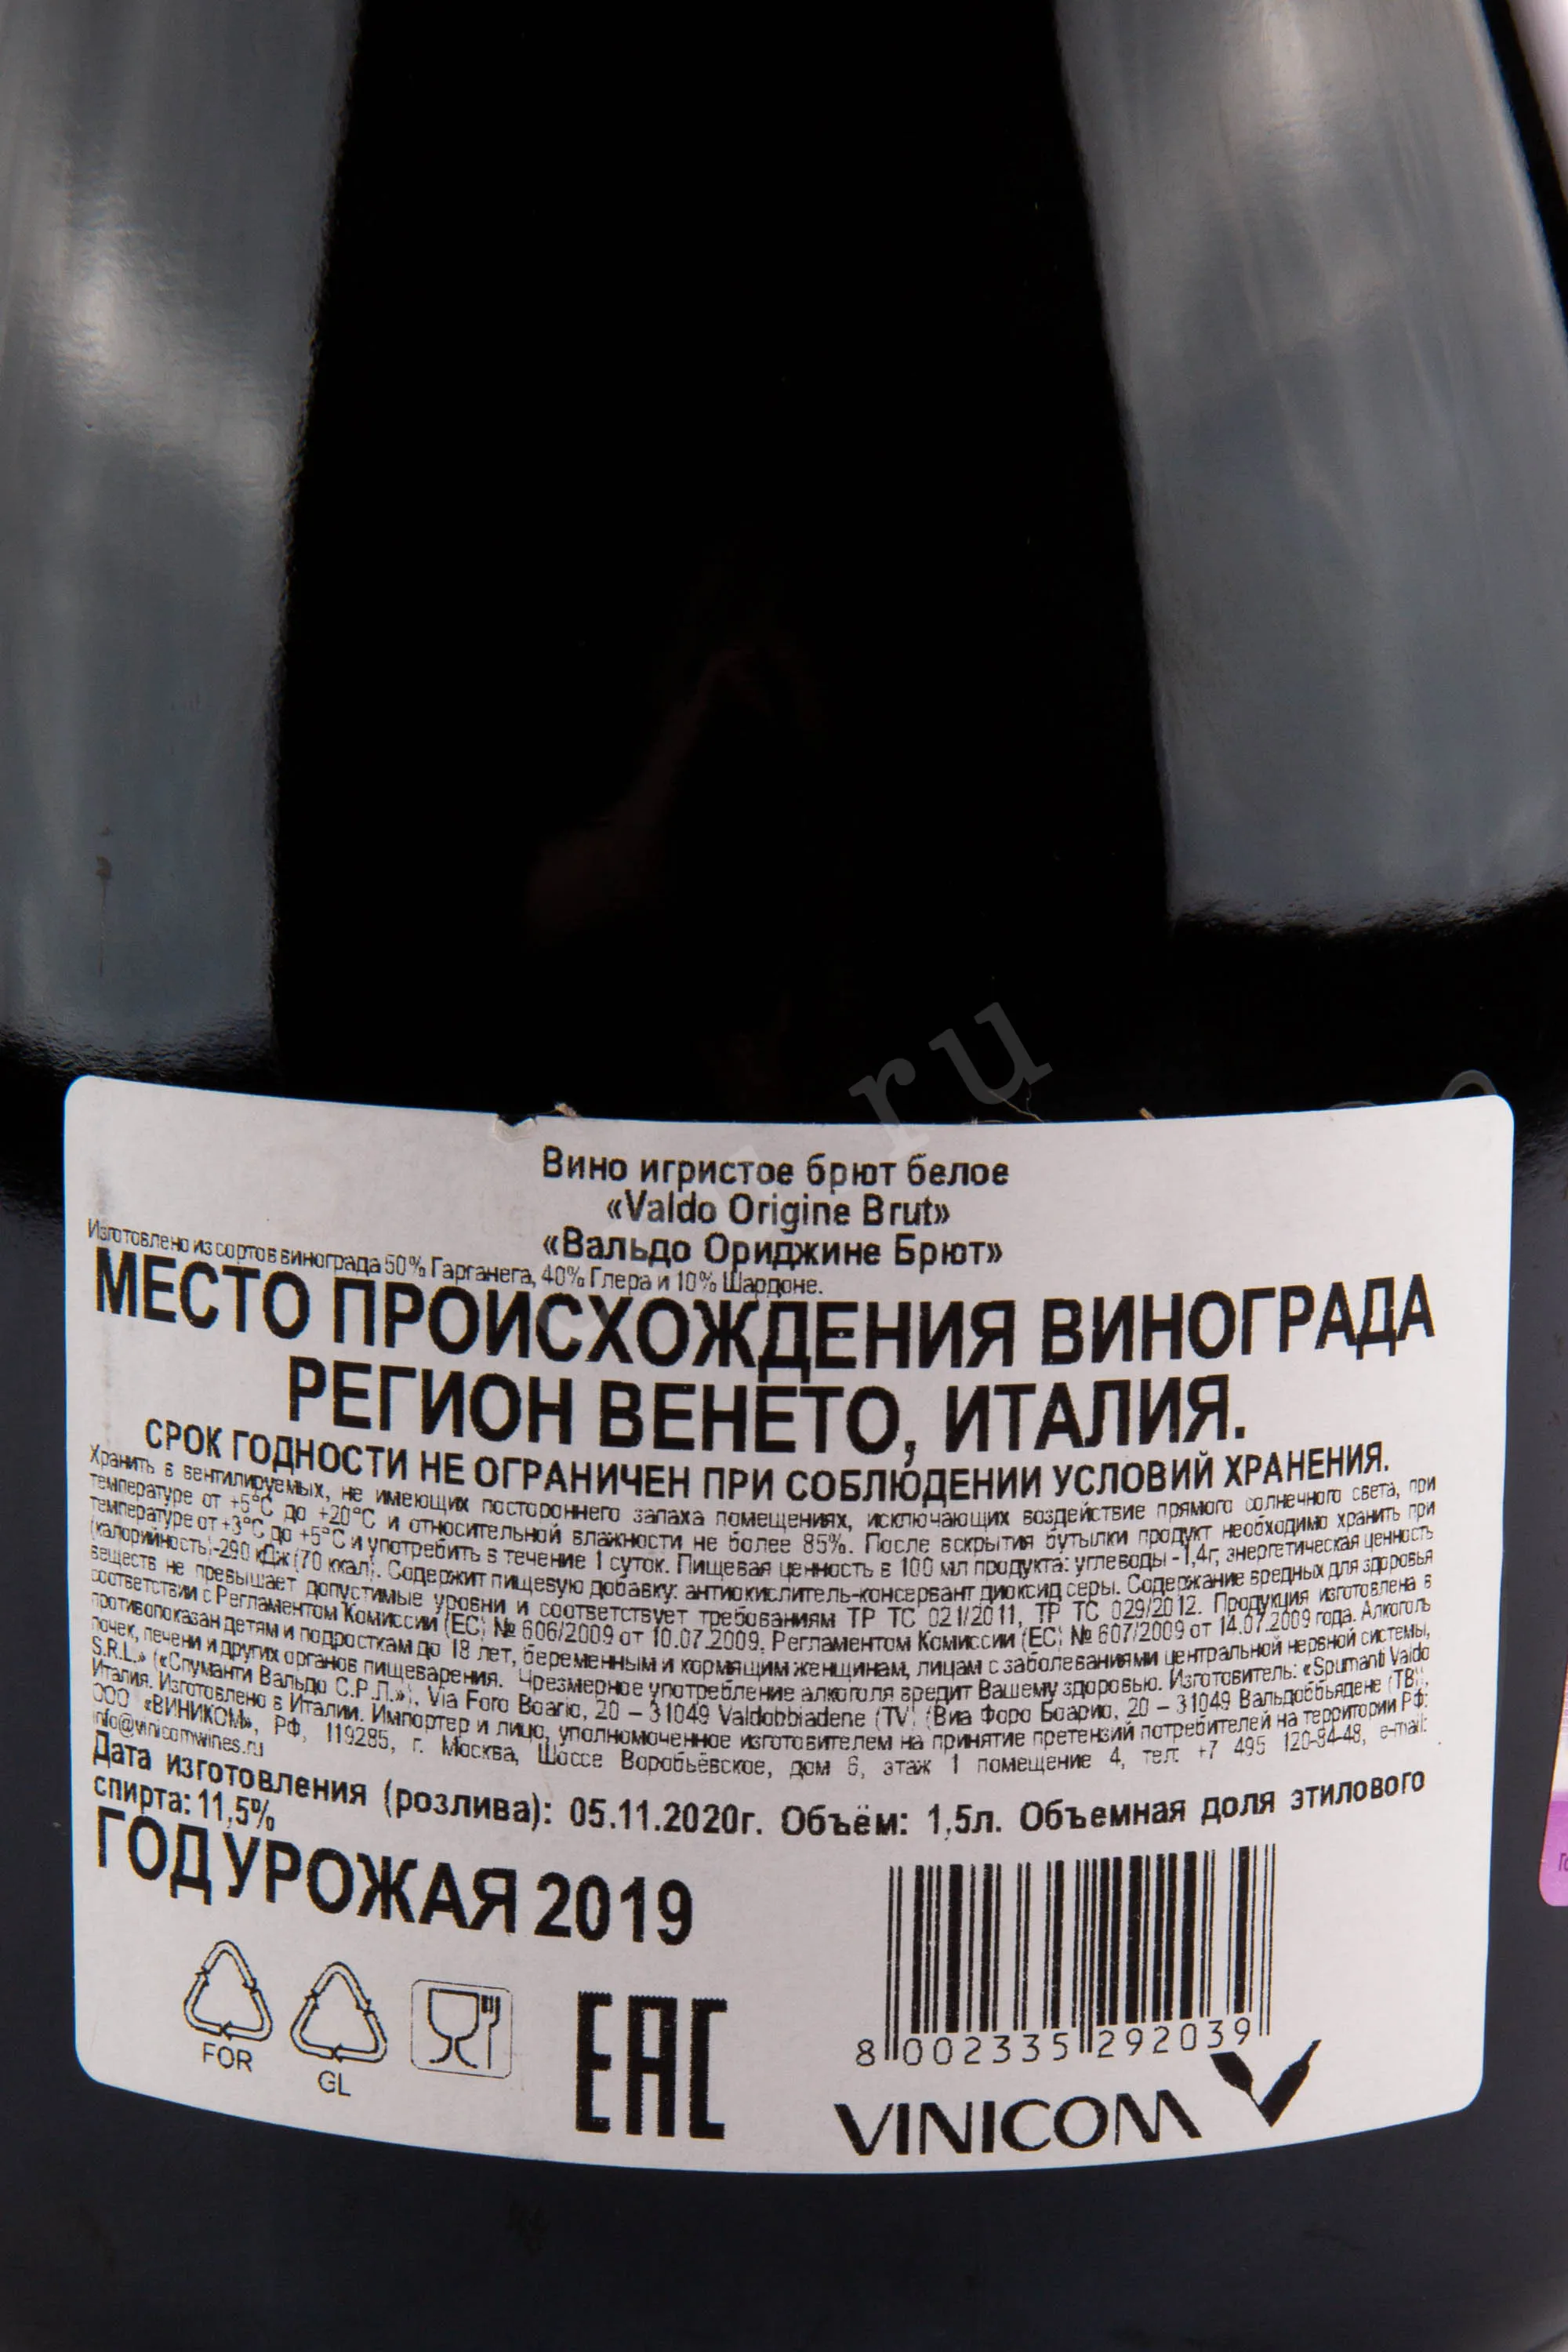 ru
Вино игристое брют белое
«Valdo Origine Brut»
«Вальдо Ориджине Брют»
Изготовлено из сортов винограда 50% Гарганега, 40% Глера и 10% Шардоне.
МЕСТО ПРОИСХОЖДЕНИЯ ВИНОГРАДА
РЕГИОН ВЕНЕТО, ИТАЛИЯ.
СРОК ГОДНОСТИ НЕ ОГРАНИЧЕН ПРИ СОБЛЮДЕНИИ УСЛОВИЙ ХРАНЕНИЯ.
Хранить в вентилируемых, не имеющих постороннего запаха помещениях, исключающих воздействие прямого солнечного света, при
температуре от +5°С до +20°С и относительной влажности не более 85%. После вскрытия бутылки продукт необходимо хранить при
температуре от +3°С до +5°С и употребить в течение 1 суток. Пищевая ценность в 100 мл продукта: углеводы -1,4г, энергетическая ценность
(калорийность)-290 кДж (70 ккал). Содержит пищевую добавку: антиокислитель-консервант диоксид серы. Содержание вредных для здоровья
веществ не превышает допустимые уровни и соответствует требованиям ТР ТС 021/2011, ТР ТС 029/2012. Продукция изготовлена в
соответствии с Регламентом Комиссии (ЕС) № 606/2009 от 10.07.2009, Регламентом Комиссии (ЕС) № 607/2009 от 14.07.2009 года. Алкоголь
противопоказан детям и подросткам до 18 лет, беременным и кормящим женщинам, лицам с заболеваниями центральной нервной системы,
почек, печени и других органов пищеварения. Чрезмерное употребление алкоголя вредит Вашему здоровью. Изготовитель: «Spumanti Valdo
S.R.L.» («Спуманти Вальдо С.Р.Л.»), Via Foro Boario, 20 – 31049 Valdobbiadene (TV) (Виа Форо Боарио, 20 – 31049 Вальдоббьядене (ТВ)),
Италия. Изготовлено в Италии. Импортер и лицо, уполномоченное изготовителем на принятие претензий потребителей на территории РФ:
ООО «ВИНИКОМ», РФ, 119285, г. Москва, Шоссе Воробьёвское, дом 6, этаж 1 помещение 4, тел: +7 495 120-84-48, e-mail:
info@vinicomwines.ru
Дата изготовления (розлива): 05.11.2020г. Объём: 1,5л. Объемная доля этилового
спирта: 11,5%
ГОД УРОЖАЯ 2019
FOR
GL
EAC
8 002335 292039
VINICOM